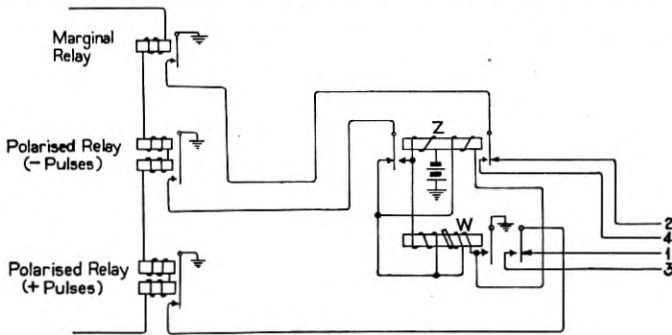 Marginal
Relay
Polarised Relay
(– Pulses)
Polarised Relay
(+ Pulses)
Z
W
2
4
1
3